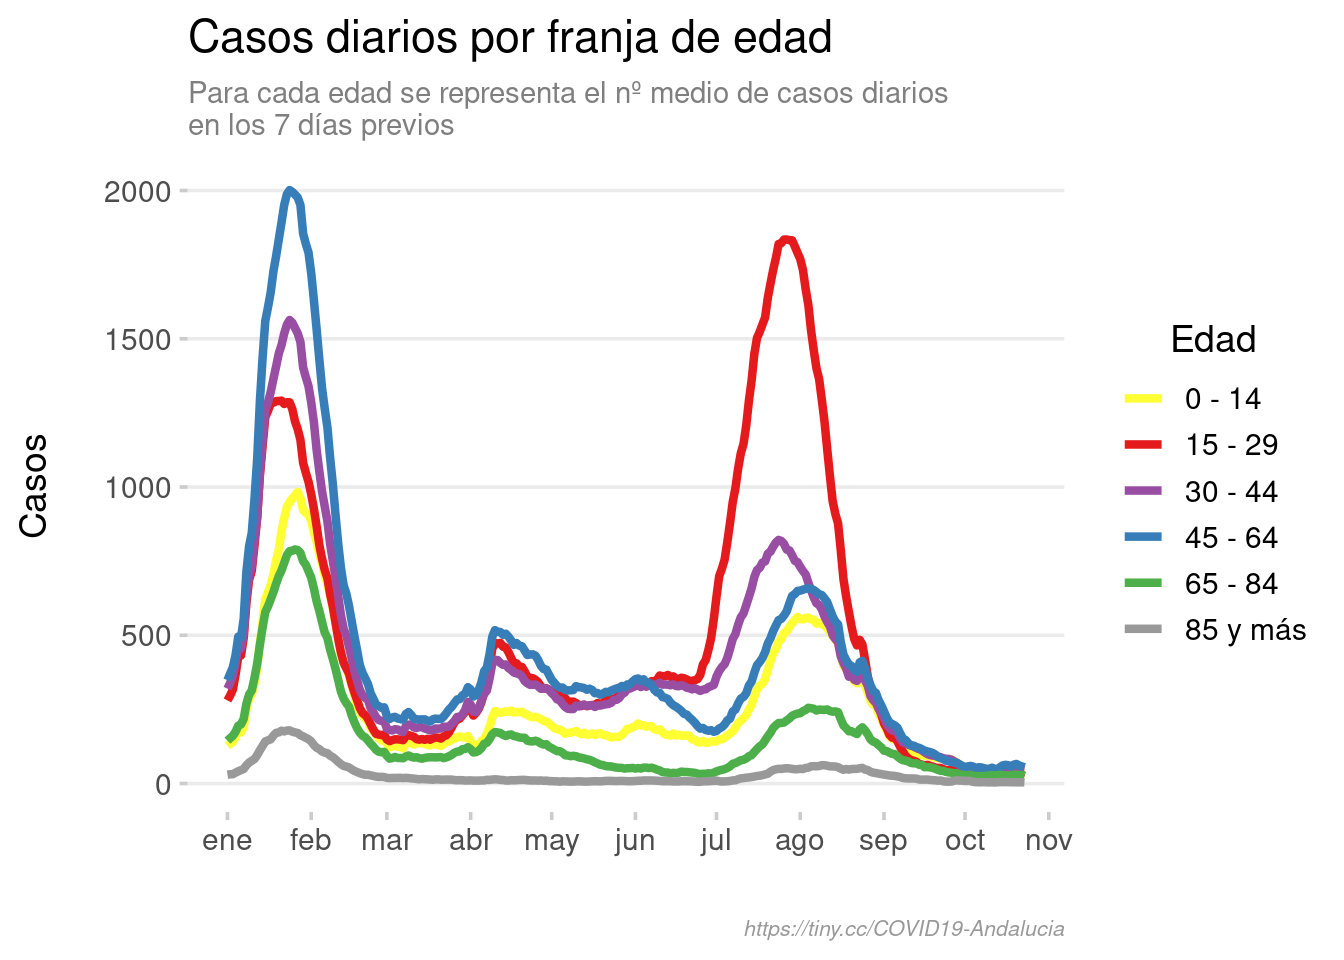 Casos diarios por franja de edad
Para cada edad se representa el nº medio de casos diarios
en los 7 días previos
Casos
2000
1500
1000
500
0
ene feb mar abr may jun jul ago sep oct nov
Edad
0 - 14
15 - 29
30 - 44
45 - 64
65 - 84
85 y más
https://tiny.cc/COVID19-Andalucia